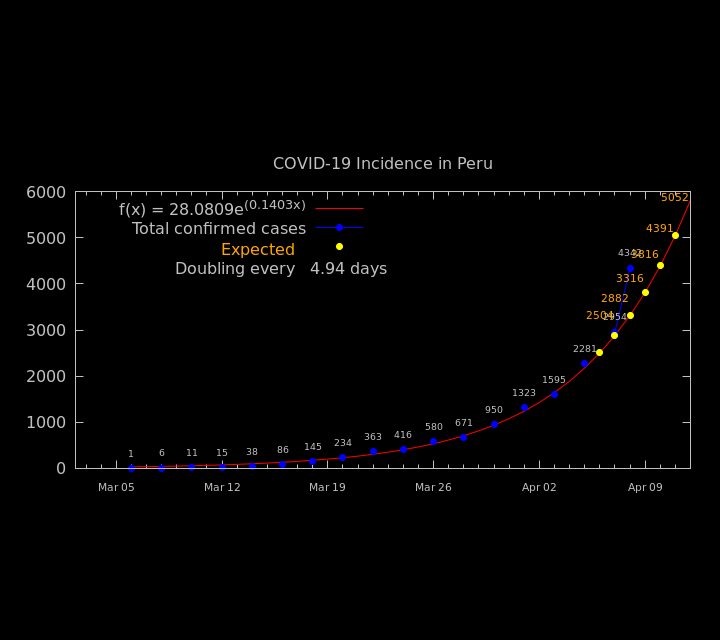 COVID-19 Incidence in Peru
6000
5000
4000
3000
2000
1000
0
f(x) = 28.0809e^(0.1403x)
Total confirmed cases
Expected
Doubling every 4.94 days
1 6 11 15 38 86 145 234 363 416 580 671 950 1323 1595 2281 2954 4342
2504 2882 3316 3816 4391 5052
Mar 05 Mar 12 Mar 19 Mar 26 Apr 02 Apr 09